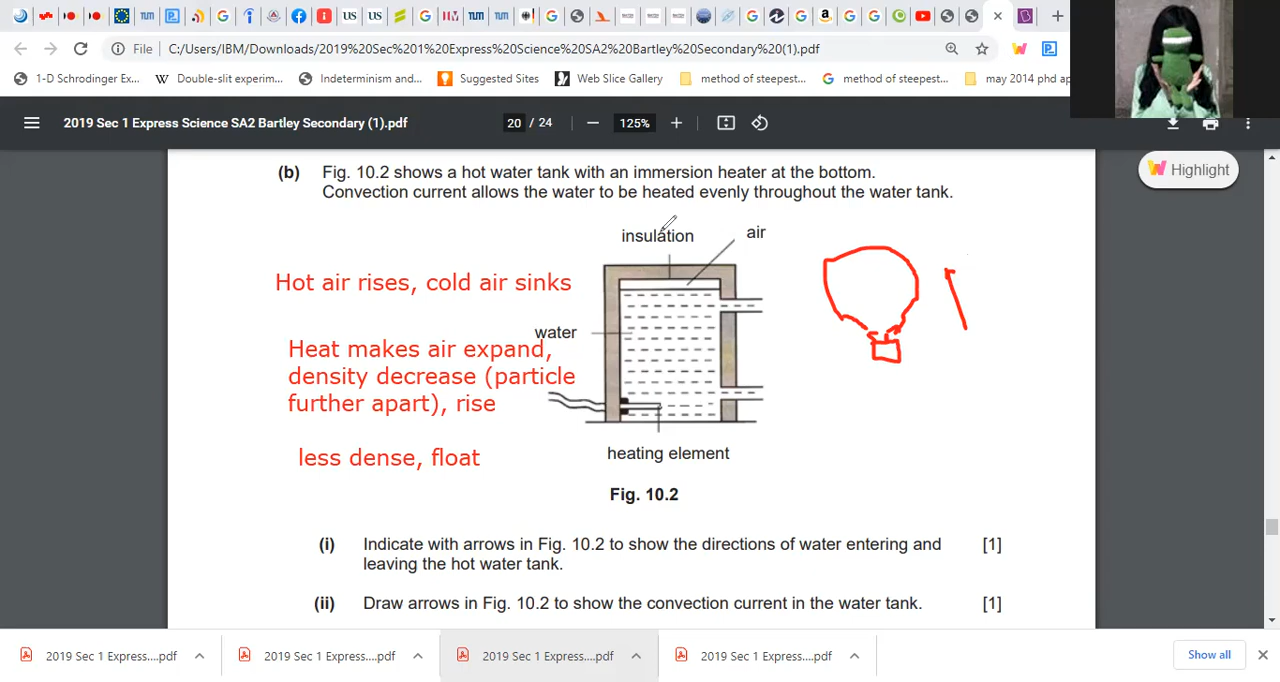 File
C:/Users/IBM/Downloads/2019%20Sec%201%20Express%20Science%20SA2%20Bartley%20Secondary%20(1).pdf
1-D Schrodinger Ex...
Double-slit experim...
Indeterminism and...
Suggested Sites
Web Slice Gallery
method of steepest...
method of steepest...
may 2014 phd ap
2019 Sec 1 Express Science SA2 Bartley Secondary (1).pdf
20 / 24
125%
Highlight
(b) Fig. 10.2 shows a hot water tank with an immersion heater at the bottom.
Convection current allows the water to be heated evenly throughout the water tank.
insulation
air
Hot air rises, cold air sinks
water
Heat makes air expand,
density decrease (particle
further apart), rise
less dense, float
heating element
Fig. 10.2
(i) Indicate with arrows in Fig. 10.2 to show the directions of water entering and [1]
leaving the hot water tank.
(ii) Draw arrows in Fig. 10.2 to show the convection current in the water tank. [1]
2019 Sec 1 Express....pdf
2019 Sec 1 Express....pdf
2019 Sec 1 Express....pdf
2019 Sec 1 Express....pdf
Show all